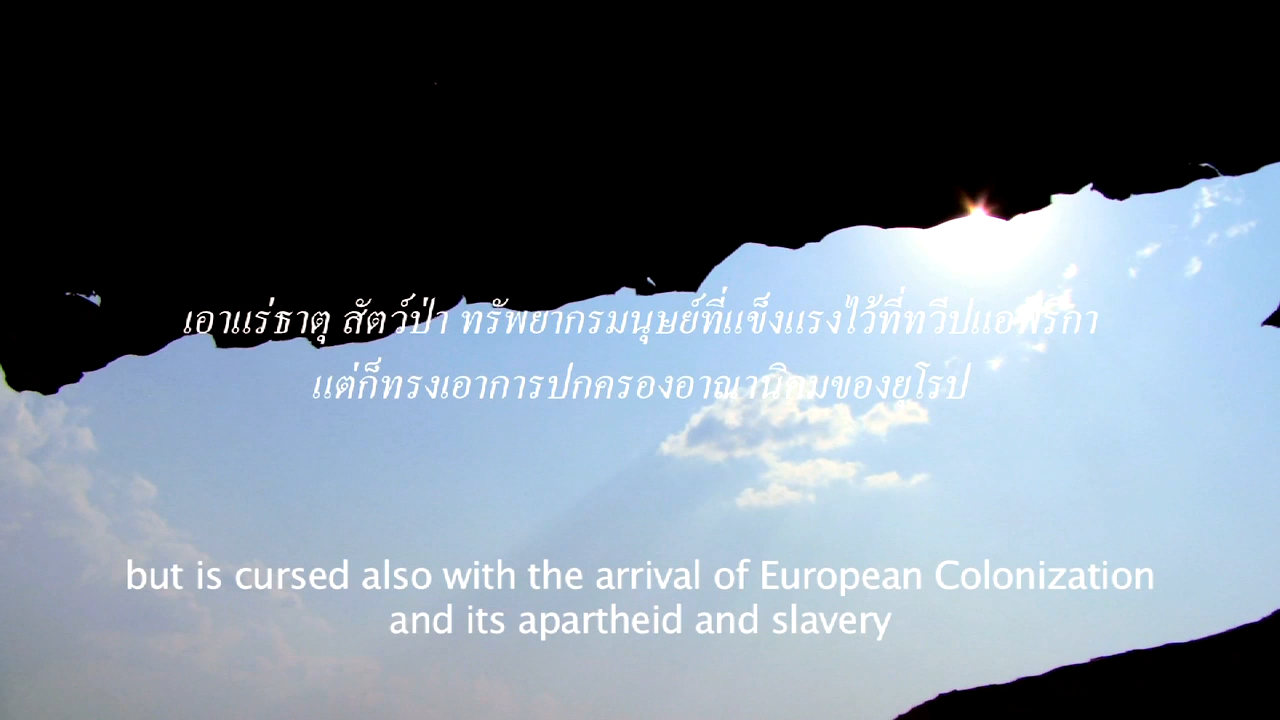 เอาแร่ธาตุ สัตว์ป่า ทรัพยากรมนุษย์ที่แข็งแรงไว้ที่ทวีปแอฟริกา
แต่ก็ทรงเอาการปกครองอาณานิคมของยูโรป
but is cursed also with the arrival of European Colonization
and its apartheid and slavery